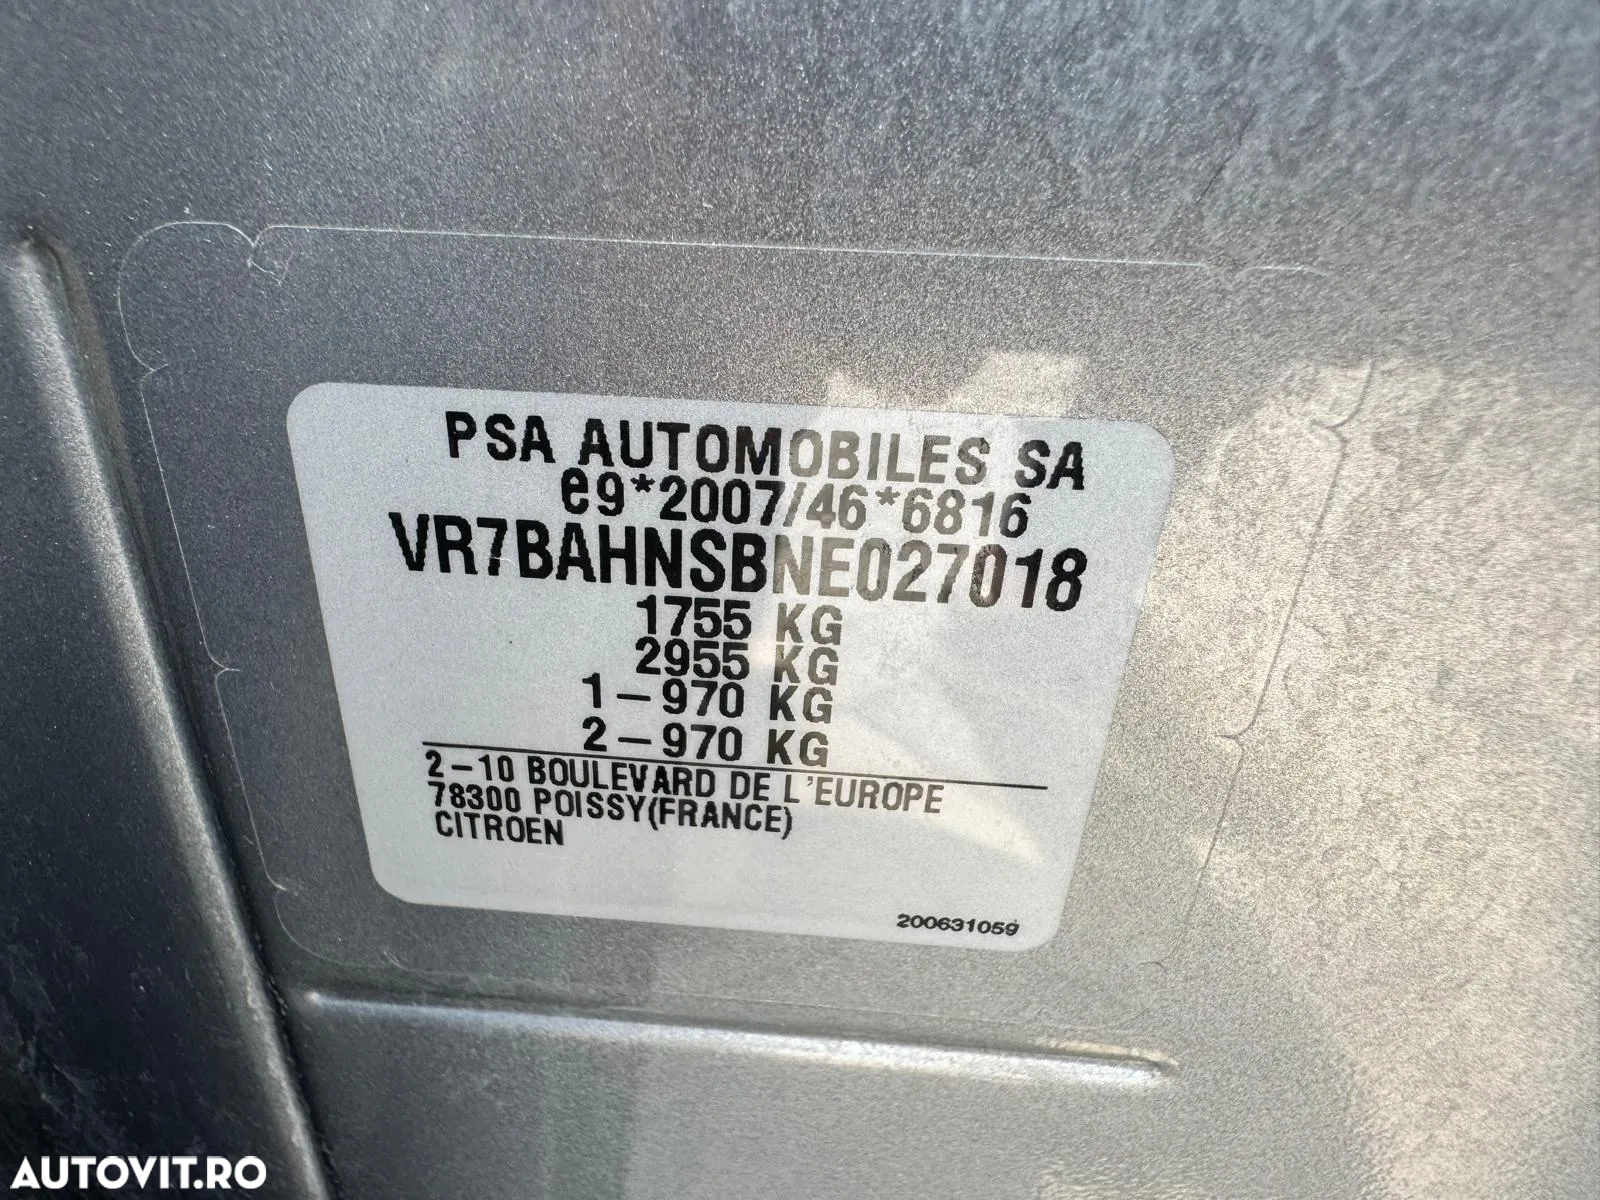 PSA AUTOMOBILES SA
e9*2007/46*6816
VR7BAHNSBNE027018
1755 KG
2955 KG
1-970 KG
2-970 KG
2-10 BOULEVARD DE L'EUROPE
78300 POISSY(FRANCE)
CITROEN
200631059
AUTOVIT.RO